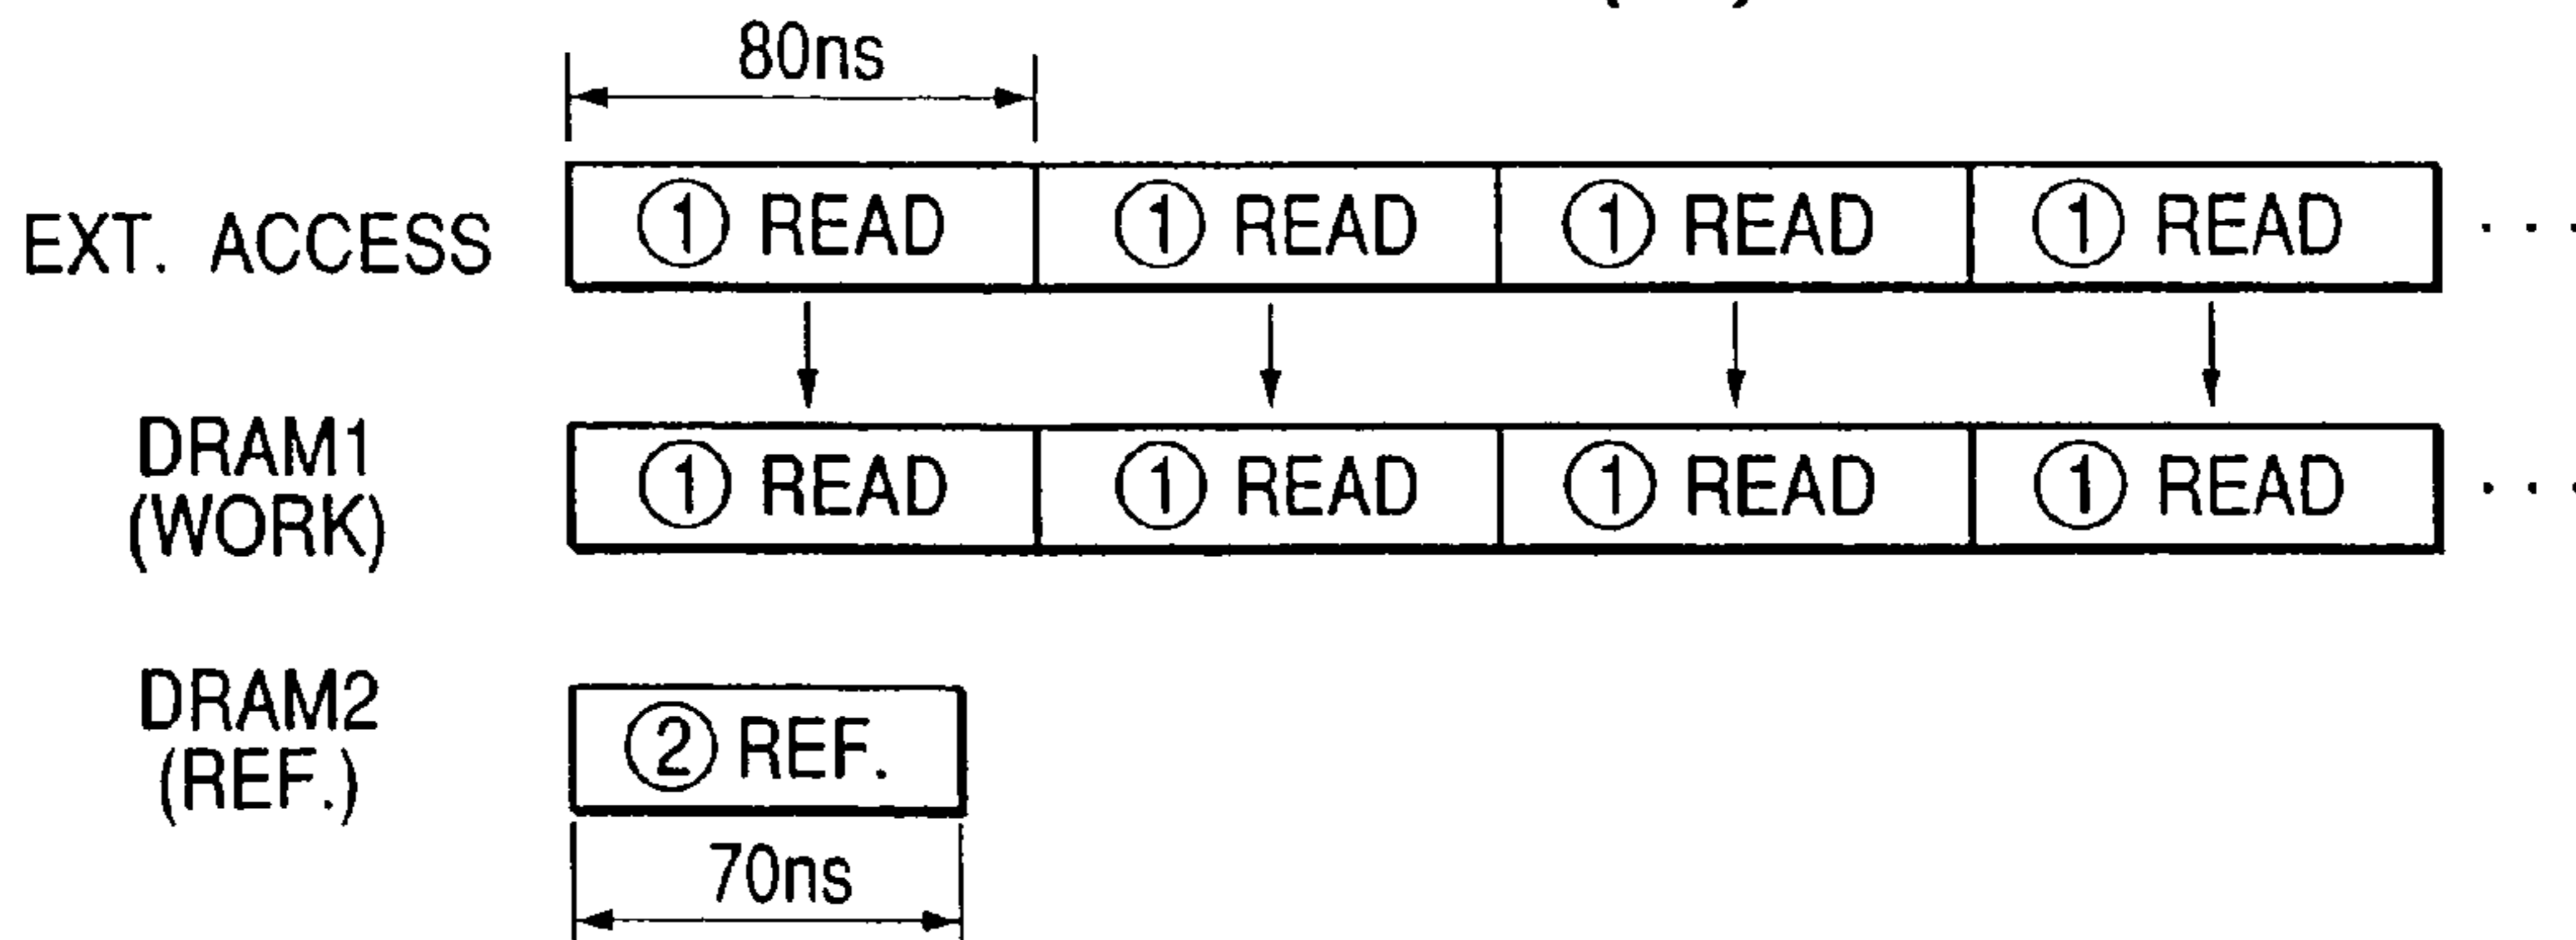 80ns
EXT. ACCESS ① READ ① READ ① READ ① READ ...
DRAM1
(WORK)
① READ ① READ ① READ ① READ ...
DRAM2
(REF.)
② REF.
70ns